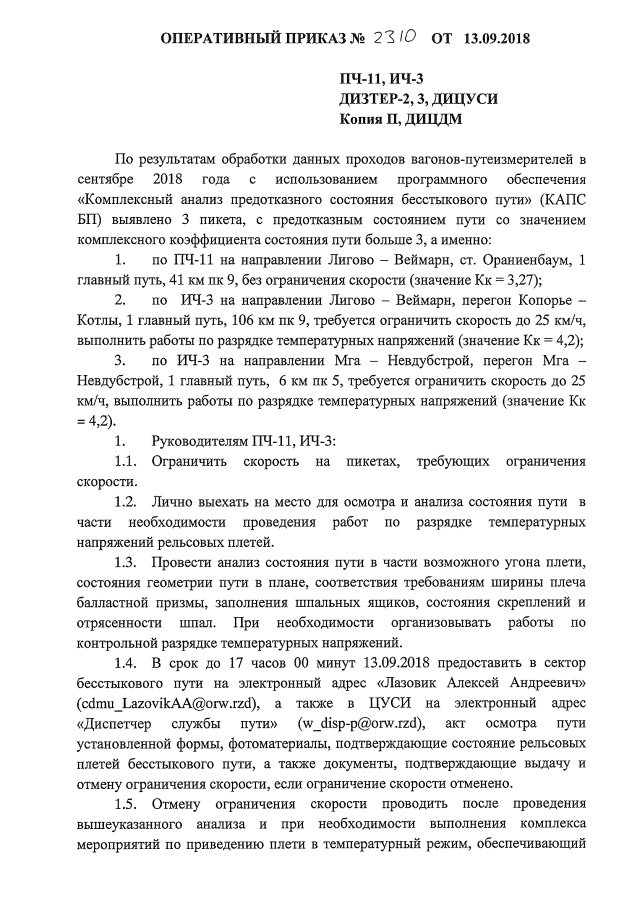 ОПЕРАТИВНЫЙ ПРИКАЗ № 2310 ОТ 13.09.2018
ПЧ-11, ИЧ-3
ДИЗТЕР-2, 3, ДИЦУСИ
Копия П, ДИЦДМ
По результатам обработки данных проходов вагонов-путеизмерителей в
сентябре 2018 года с использованием программного обеспечения
«Комплексный анализ предотказного состояния бесстыкового пути» (КАПС
БП) выявлено 3 пикета, с предотказным состоянием пути со значением
комплексного коэффициента состояния пути больше 3, а именно:
1. по ПЧ-11 на направлении Лигово – Веймарн, ст. Ораниенбаум, 1
главный путь, 41 км пк 9, без ограничения скорости (значение Кк = 3,27);
2. по ИЧ-3 на направлении Лигово – Веймарн, перегон Копорье –
Котлы, 1 главный путь, 106 км пк 9, требуется ограничить скорость до 25 км/ч,
выполнить работы по разрядке температурных напряжений (значение Кк = 4,2);
3. по ИЧ-3 на направлении Мга – Невдубстрой, перегон Мга –
Невдубстрой, 1 главный путь, 6 км пк 5, требуется ограничить скорость до 25
км/ч, выполнить работы по разрядке температурных напряжений (значение Кк
= 4,2).
1. Руководителям ПЧ-11, ИЧ-3:
1.1. Ограничить скорость на пикетах, требующих ограничения
скорости.
1.2. Лично выехать на место для осмотра и анализа состояния пути в
части необходимости проведения работ по разрядке температурных
напряжений рельсовых плетей.
1.3. Провести анализ состояния пути в части возможного угона плети,
состояния геометрии пути в плане, соответствия требованиям ширины плеча
балластной призмы, заполнения шпальных ящиков, состояния скреплений и
отрясенности шпал. При необходимости организовывать работы по
контрольной разрядке температурных напряжений.
1.4. В срок до 17 часов 00 минут 13.09.2018 предоставить в сектор
бесстыкового пути на электронный адрес «Лазовик Алексей Андреевич»
(cdmu_LazovikAA@orw.rzd), а также в ЦУСИ на электронный адрес
«Диспетчер службы пути» (w_disp-p@orw.rzd), акт осмотра пути
установленной формы, фотоматериалы, подтверждающие состояние рельсовых
плетей бесстыкового пути, а также документы, подтверждающие выдачу и
отмену ограничения скорости, если ограничение скорости отменено.
1.5. Отмену ограничения скорости проводить после проведения
вышеуказанного анализа и при необходимости выполнения комплекса
мероприятий по приведению плети в температурный режим, обеспечивающий